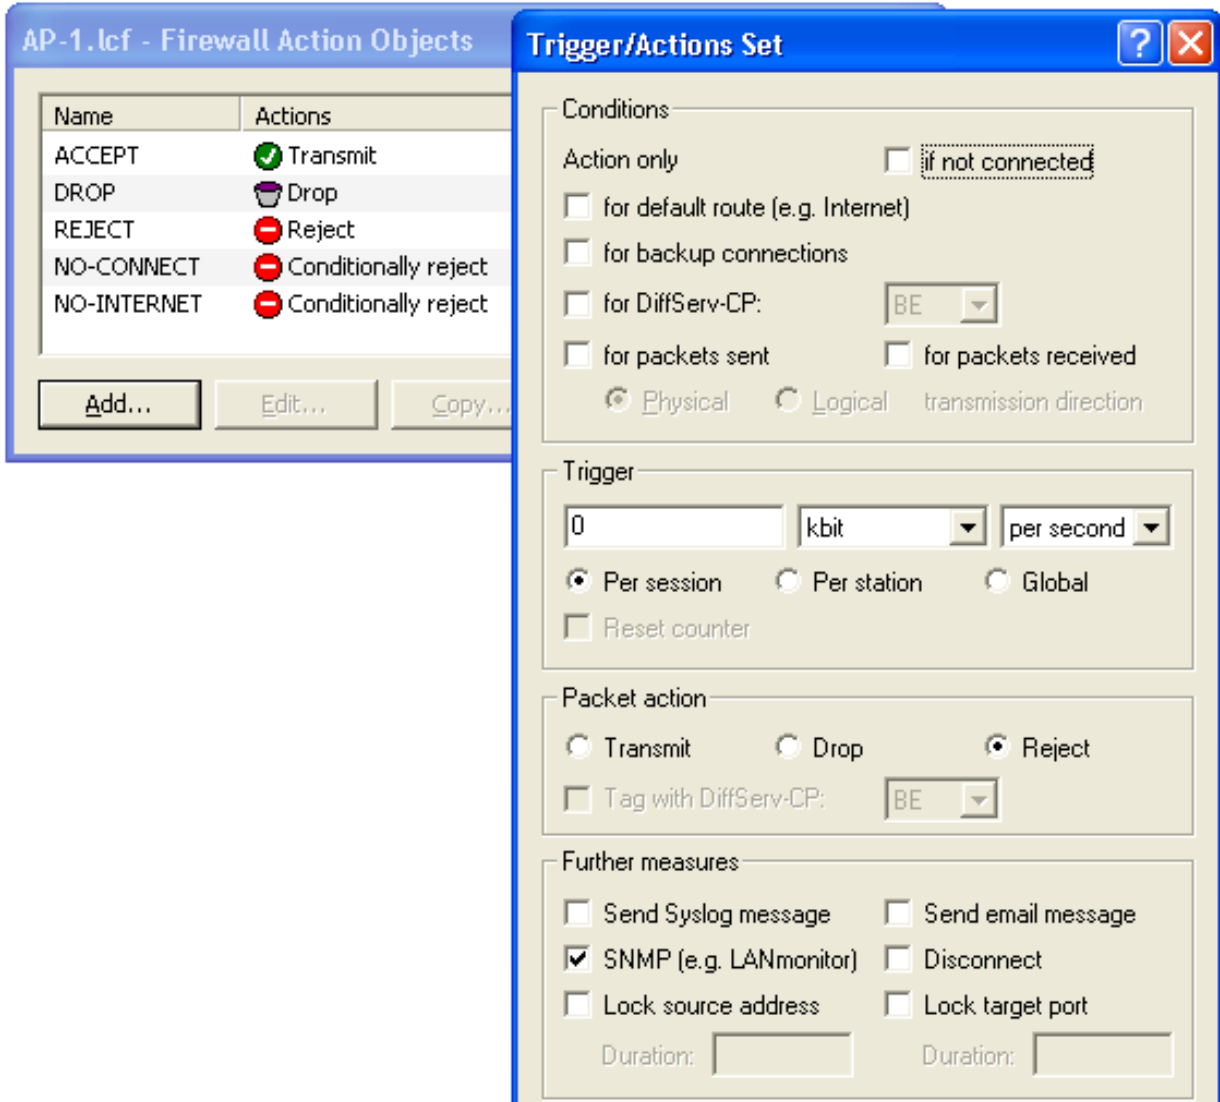 AP-1.lcf - Firewall Action Objects
Name Actions
ACCEPT Transmit
DROP Drop
REJECT Reject
NO-CONNECT Conditionally reject
NO-INTERNET Conditionally reject
Add... Edit... Copy...
Trigger/Actions Set
Conditions
Action only if not connected
for default route (e.g. Internet)
for backup connections
for DiffServ-CP: BE
for packets sent for packets received
Physical Logical transmission direction
Trigger
0 kbit per second
Per session Per station Global
Reset counter
Packet action
Transmit Drop Reject
Tag with DiffServ-CP: BE
Further measures
Send Syslog message Send email message
SNMP (e.g. LANmonitor) Disconnect
Lock source address Lock target port
Duration: Duration: